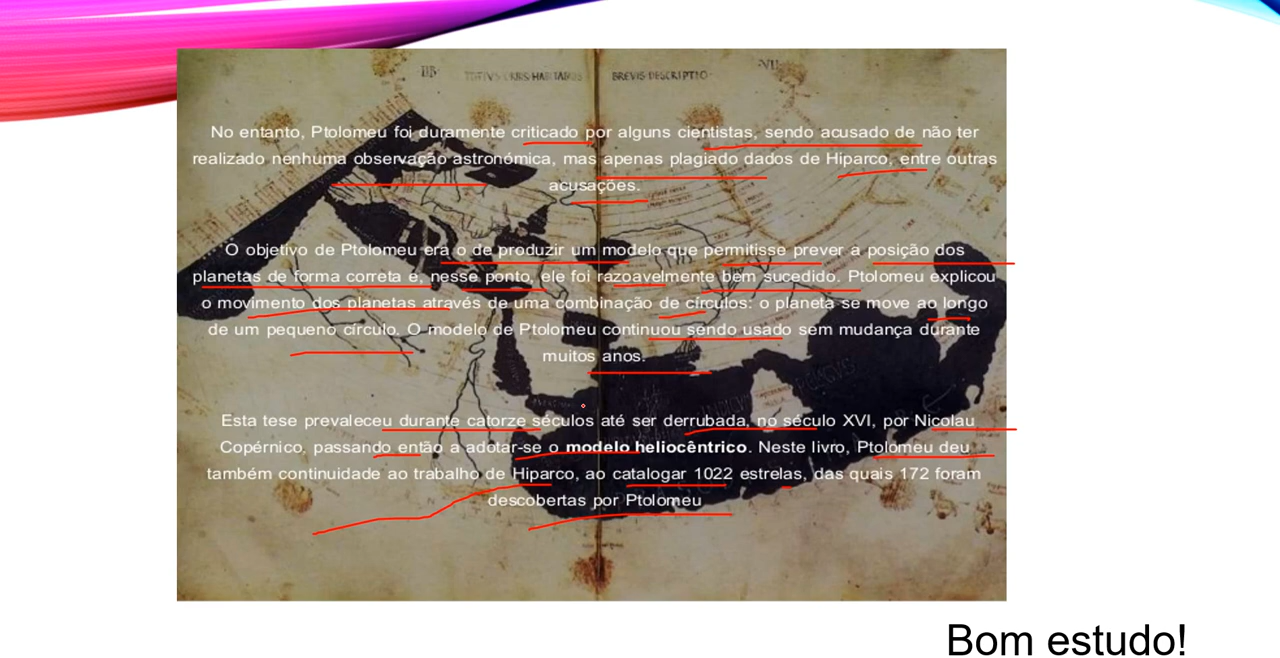 TOTIVS ORBIS HABITABILIS BREVIS DESCRIPTIO
No entanto, Ptolomeu foi duramente criticado por alguns cientistas, sendo acusado de não ter
realizado nenhuma observação astronómica, mas apenas plagiado dados de Hiparco, entre outras
acusações.
O objetivo de Ptolomeu era o de produzir um modelo que permitisse prever a posição dos
planetas de forma correta e, nesse ponto, ele foi razoavelmente bem sucedido. Ptolomeu explicou
o movimento dos planetas através de uma combinação de círculos: o planeta se move ao longo
de um pequeno círculo. O modelo de Ptolomeu continuou sendo usado sem mudança durante
muitos anos.
Esta tese prevaleceu durante catorze séculos até ser derrubada, no século XVI, por Nicolau
Copérnico, passando então a adotar-se o modelo heliocêntrico. Neste livro, Ptolomeu deu
também continuidade ao trabalho de Hiparco, ao catalogar 1022 estrelas, das quais 172 foram
descobertas por Ptolomeu
Bom estudo!